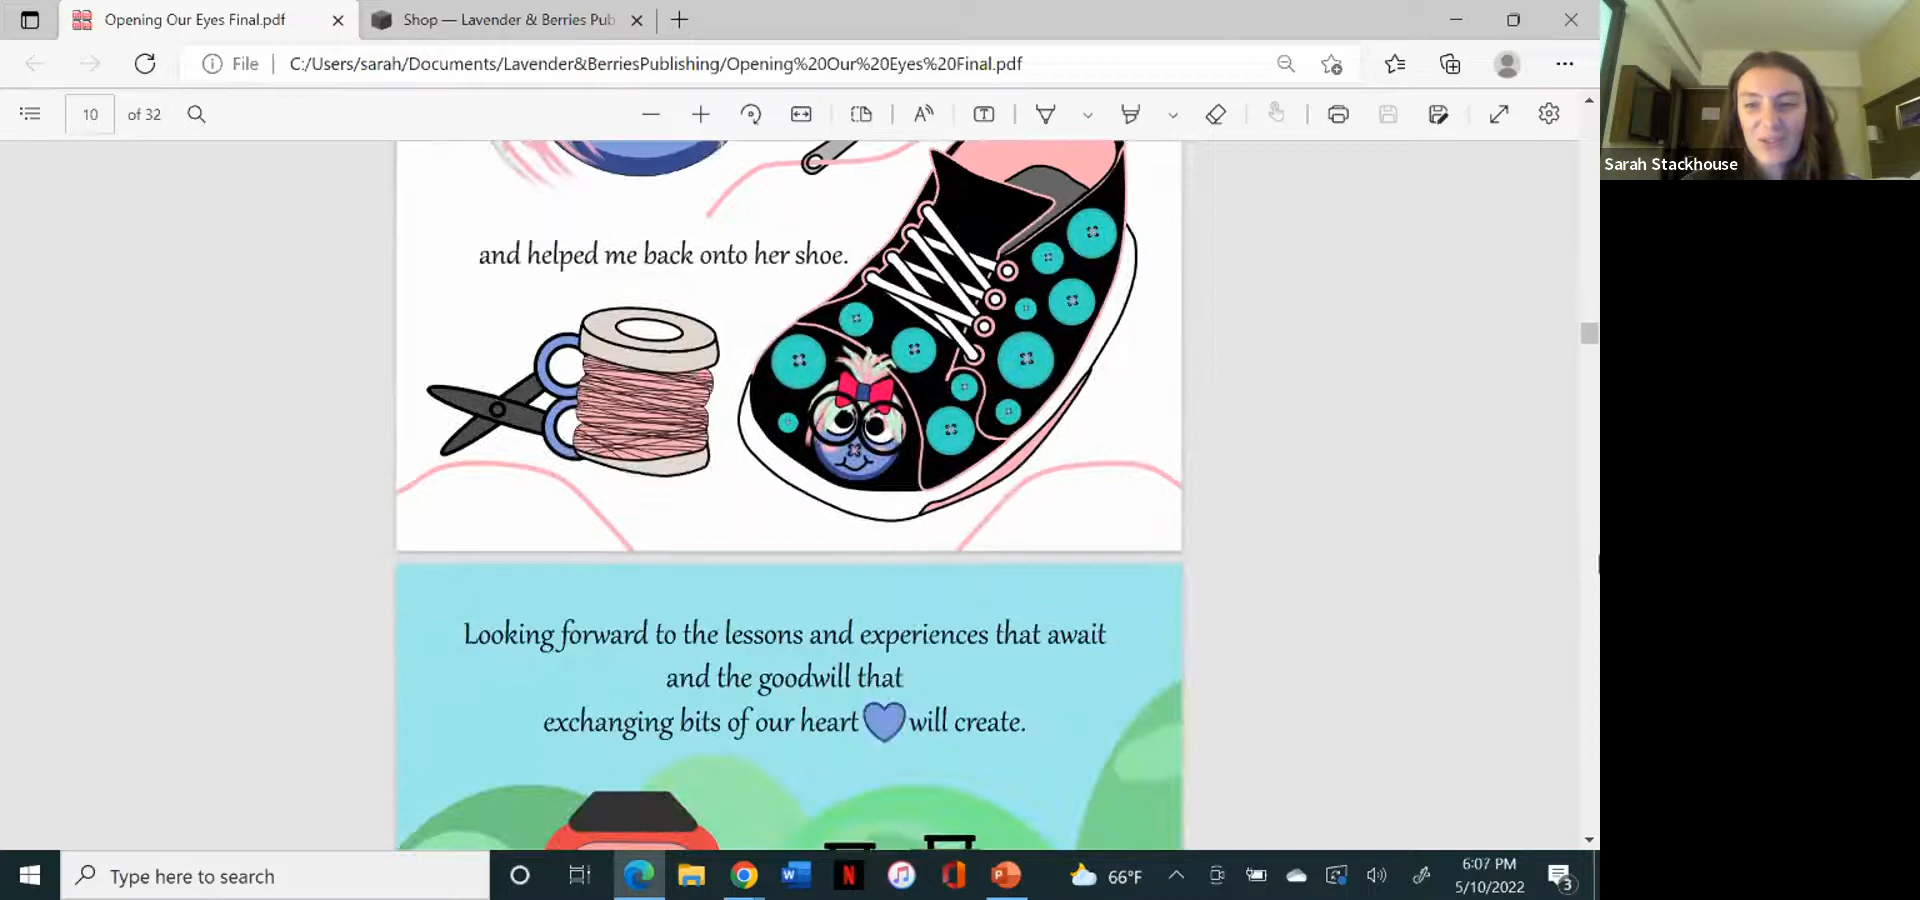 Opening Our Eyes Final.pdf
Shop — Lavender & Berries Pub
File
C:/Users/sarah/Documents/Lavender&BerriesPublishing/Opening%20Our%20Eyes%20Final.pdf
10 of 32
Sarah Stackhouse
and helped me back onto her shoe.
Looking forward to the lessons and experiences that await
and the goodwill that
exchanging bits of our heart will create.
Type here to search
66°F
6:07 PM
5/10/2022
3